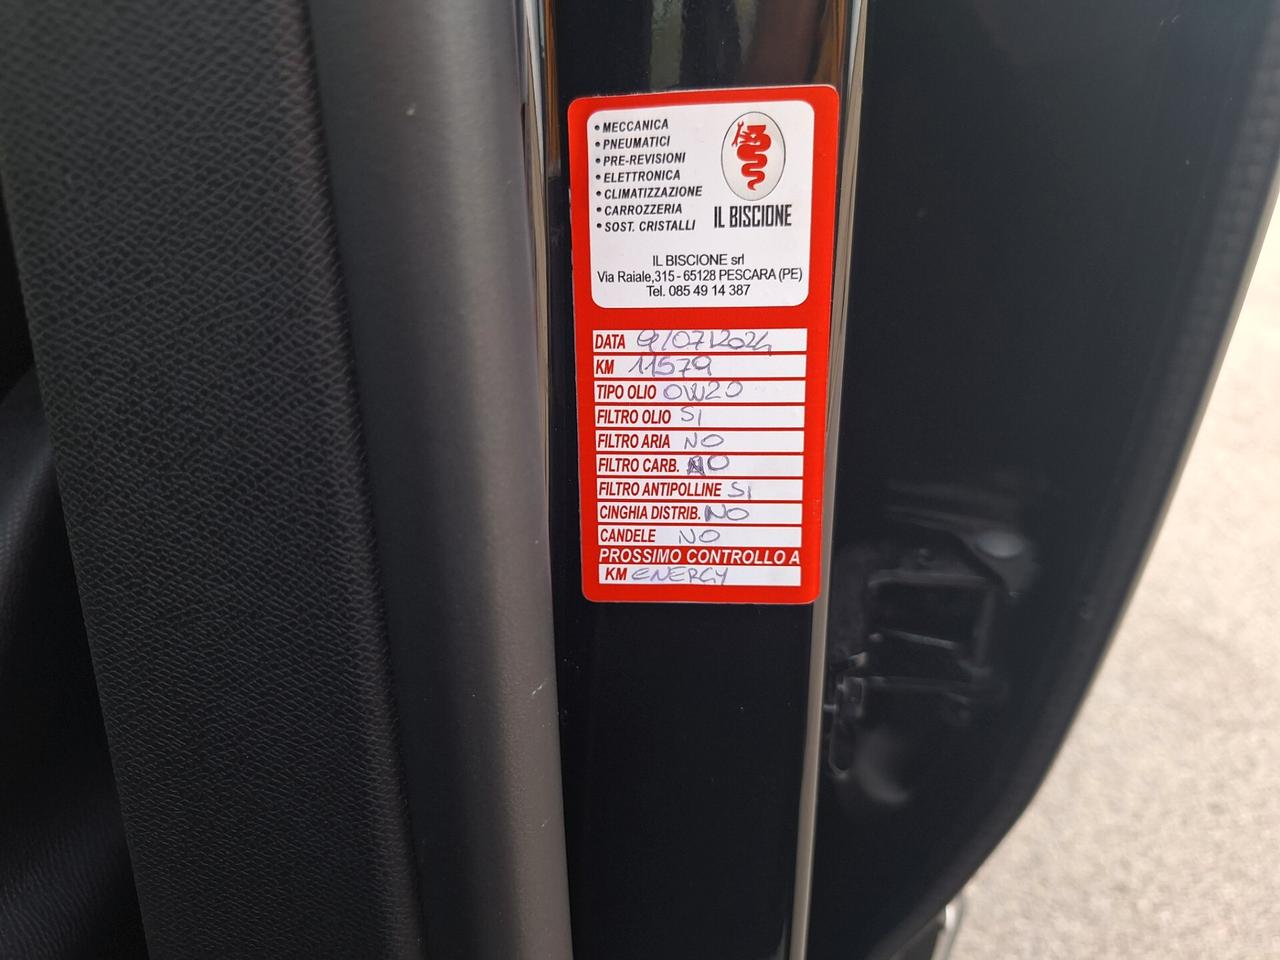 • MECCANICA
• PNEUMATICI
• PRE-REVISIONI
• ELETTRONICA
• CLIMATIZZAZIONE
• CARROZZERIA
• SOST. CRISTALLI
IL BISCIONE
IL BISCIONE srl
Via Raiale,315 - 65128 PESCARA (PE)
Tel. 085 49 14 387
DATA 9/07/2024
KM 11579
TIPO OLIO 0W20
FILTRO OLIO SI
FILTRO ARIA NO
FILTRO CARB. NO
FILTRO ANTIPOLLINE SI
CINGHIA DISTRIB. NO
CANDELE NO
PROSSIMO CONTROLLO A
KM ENERGY